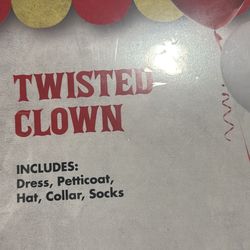 TWISTED
CLOWN
INCLUDES:
Dress, Petticoat,
Hat, Collar, Socks